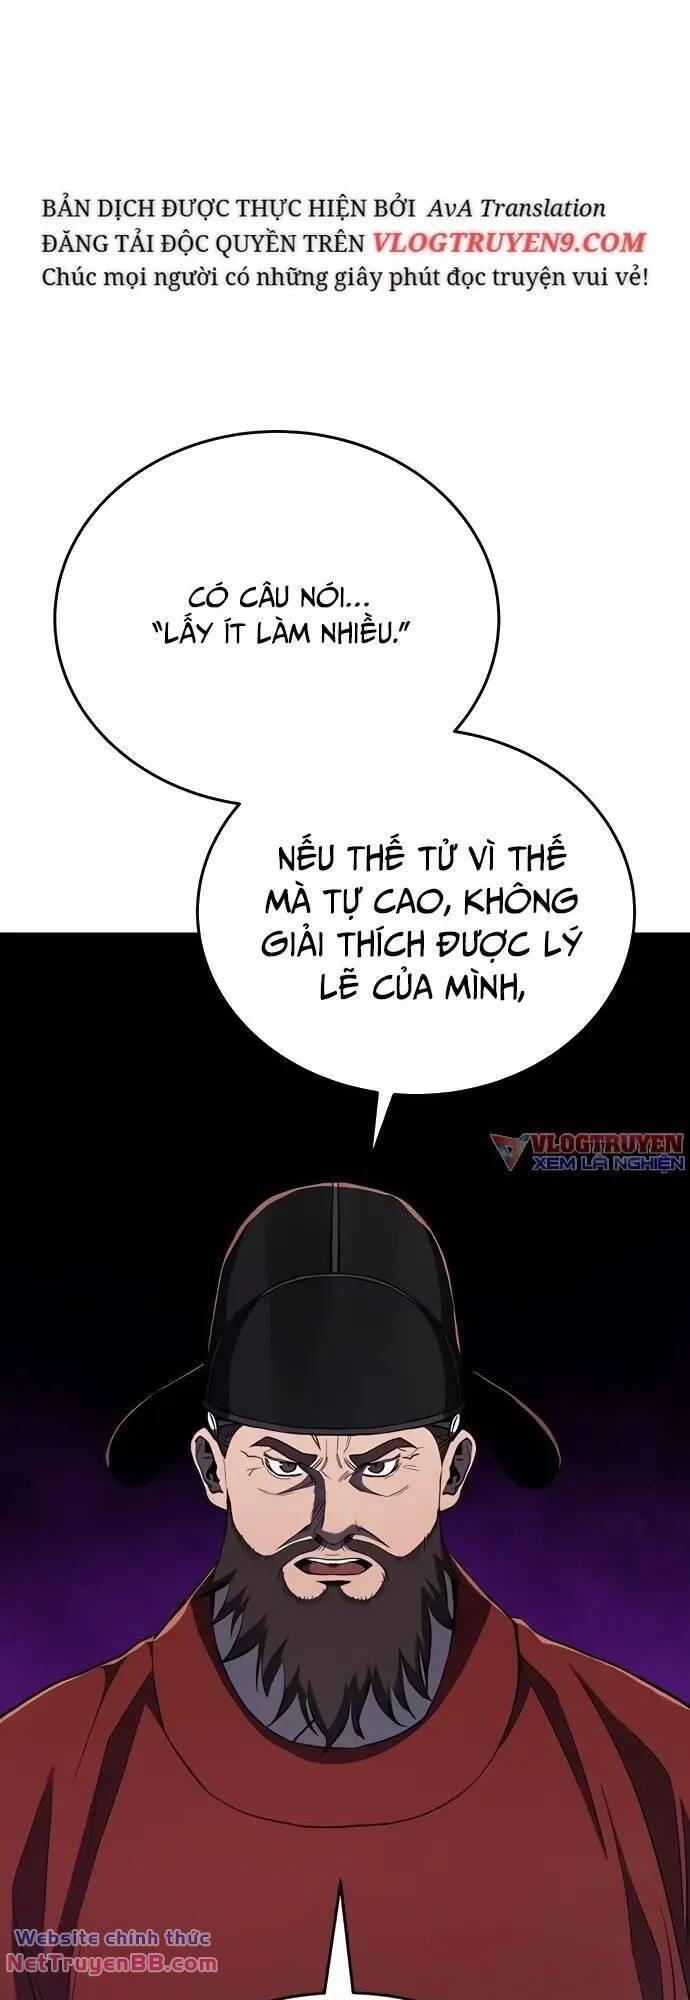 BẢN DỊCH ĐƯỢC THỰC HIỆN BỞI AvA Translation
ĐĂNG TẢI ĐỘC QUYỀN TRÊN VLOGTRUYEN9.COM
Chúc mọi người có những giây phút đọc truyện vui vẻ!
CÓ CÂU NÓI...
"LẤY ÍT LÀM NHIỀU."
NẾU THẾ TỬ VÌ THẾ
MÀ TỰ CAO, KHÔNG
GIẢI THÍCH ĐƯỢC LÝ
LẼ CỦA MÌNH,
VLOGTRUYEN
XEM LÀ NGHIỆN
Website chính thức
NetTruyenBB.com